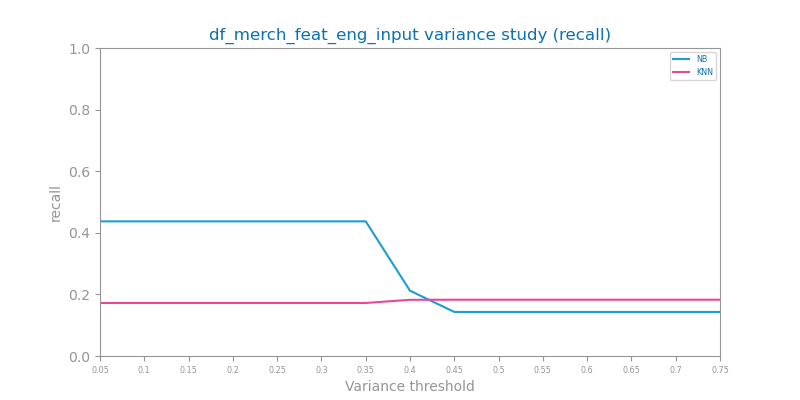 df_merch_feat_eng_input variance study (recall)
1.0
0.8
0.6
0.4
0.2
0.0
recall
NB
KNN
0.05 0.1 0.15 0.2 0.25 0.3 0.35 0.4 0.45 0.5 0.55 0.6 0.65 0.7 0.75
Variance threshold